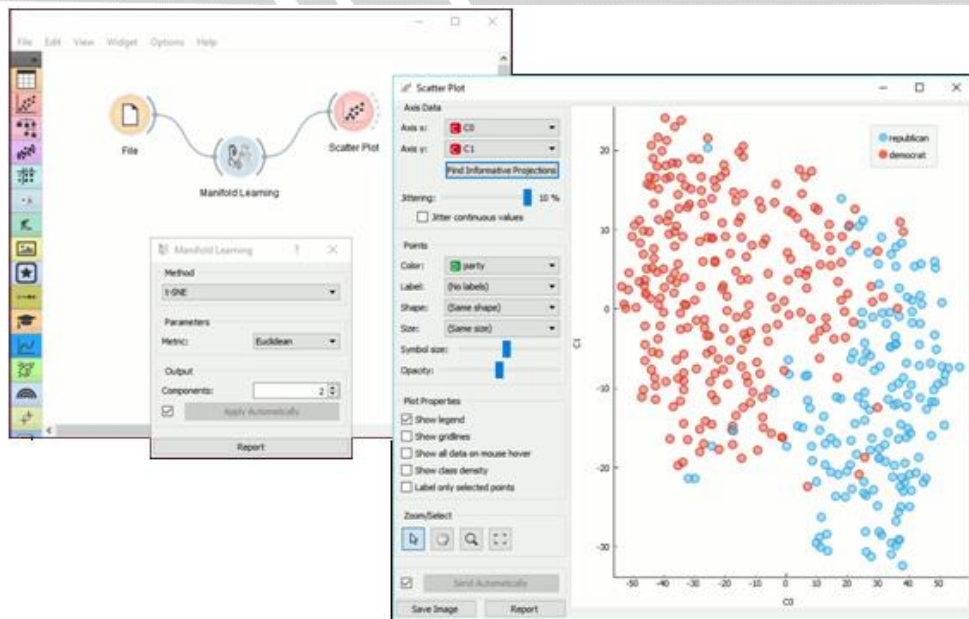 File Edit View Widget Options Help
File
Manifold Learning
Scatter Plot
Manifold Learning ? ×
Method
t-SNE
Parameters
Metric: Euclidean
Output
Components: 2
Apply Automatically
Report
Scatter Plot
Axis Data
Axis x: C C0
Axis y: C C1
Find Informative Projections
Jittering: 10 %
Jitter continuous values
Points
Color: party
Label: (No labels)
Shape: (Same shape)
Size: (Same size)
Symbol size:
Opacity:
Plot Properties
Show legend
Show gridlines
Show all data on mouse hover
Show class density
Label only selected points
Zoom/Select
Send Automatically
Save Image Report
republican
democrat
20
10
0
-10
-20
-30
C1
-50 -40 -30 -20 -10 0 10 20 30 40 50
C0